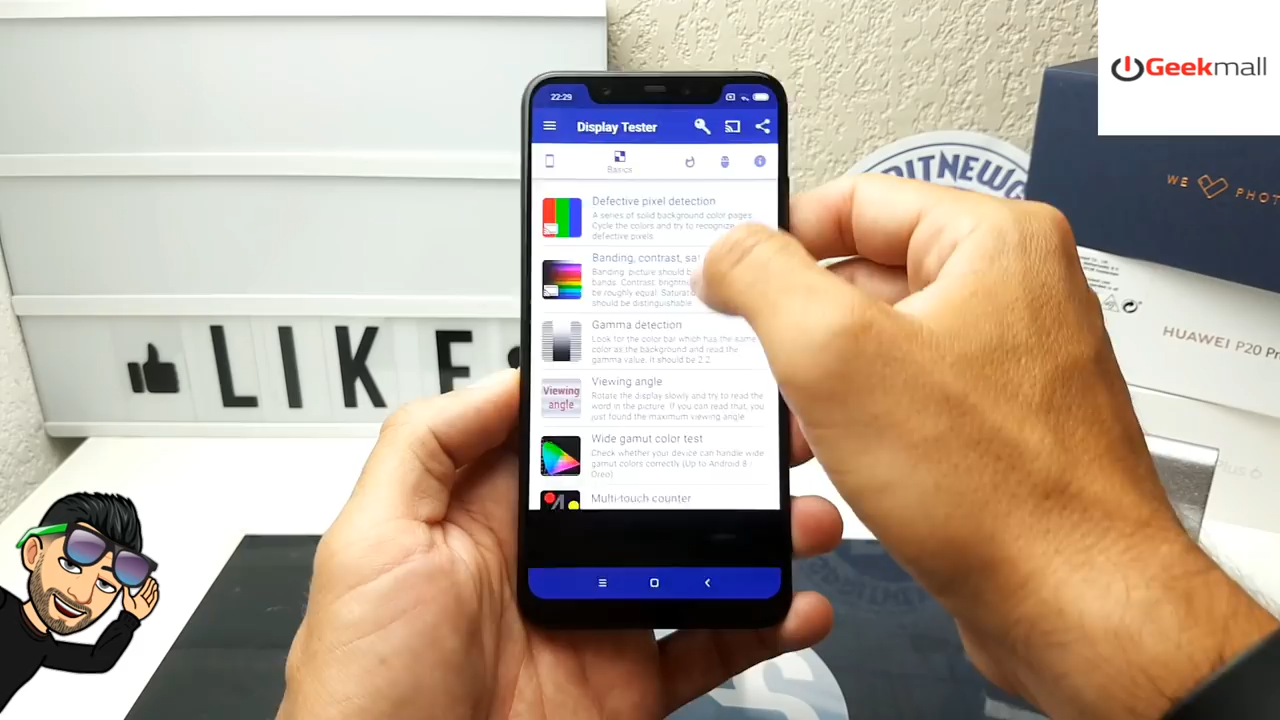 Geekmall
22:29
Display Tester
Basics
Defective pixel detection
A series of solid background color pages.
Cycle the colors and try to recognize
defective pixels
Banding, contrast, sa
Banding: picture should b
bands. Contrast: brightn
be roughly equal. Saturati
should be distinguishable
Gamma detection
Look for the color bar which has the same
color as the background and read the
gamma value. It should be 2.2.
Viewing angle
Rotate the display slowly and try to read the
word in the picture. If you can read that, you
just found the maximum viewing angle
Viewing
angle
Wide gamut color test
Check whether your device can handle wide
gamut colors correctly (Up to Android 8 /
Oreo)
Multi-touch counter
LIKE
WE PHOT
HUAWEI P20 Pr